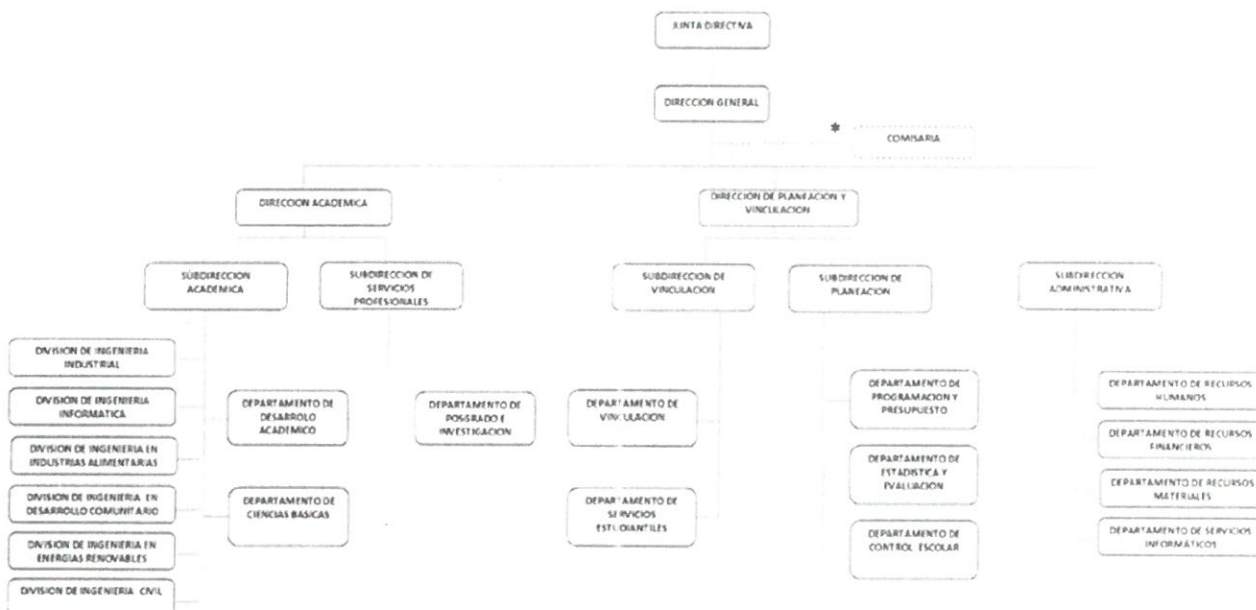 JUNTA DIRECTIVA
DIRECCION GENERAL
*
COMISARIA
DIRECCION ACADEMICA
DIRECCION DE PLANEACION Y
VINCULACION
SUBDIRECCION
ACADEMICA
SUBDIRECCION DE
SERVICIOS
PROFESIONALES
SUBDIRECCION DE
VINCULACION
SUBDIRECCION DE
PLANEACION
SUBDIRECCION
ADMINISTRATIVA
DIVISION DE INGENIERIA
INDUSTRIAL
DIVISION DE INGENIERIA
INFORMATICA
DIVISION DE INGENIERIA EN
INDUSTRIAS ALIMENTARIAS
DIVISION DE INGENIERIA EN
DESARROLLO COMUNITARIO
DIVISION DE INGENIERIA EN
ENERGIAS RENOVABLES
DIVISION DE INGENIERIA CIVIL
DEPARTAMENTO DE
DESARROLO
ACADEMICO
DEPARTAMENTO DE
CIENCIAS BASICAS
DEPARTAMENTO DE
POSGRADO E
INVESTIGACION
DEPARTAMENTO DE
VINCULACION
DEPARTAMENTO DE
SERVICIOS
ESTUDIANTILES
DEPARTAMENTO DE
PROGRAMACION Y
PRESUPUESTO
DEPARTAMENTO DE
ESTADISTICA Y
EVALUACION
DEPARTAMENTO DE
CONTROL ESCOLAR
DEPARTAMENTO DE RECURSOS
HUMANOS
DEPARTAMENTO DE RECURSOS
FINANCIEROS
DEPARTAMENTO DE RECURSOS
MATERIALES
DEPARTAMENTO DE SERVICIOS
INFORMÁTICOS